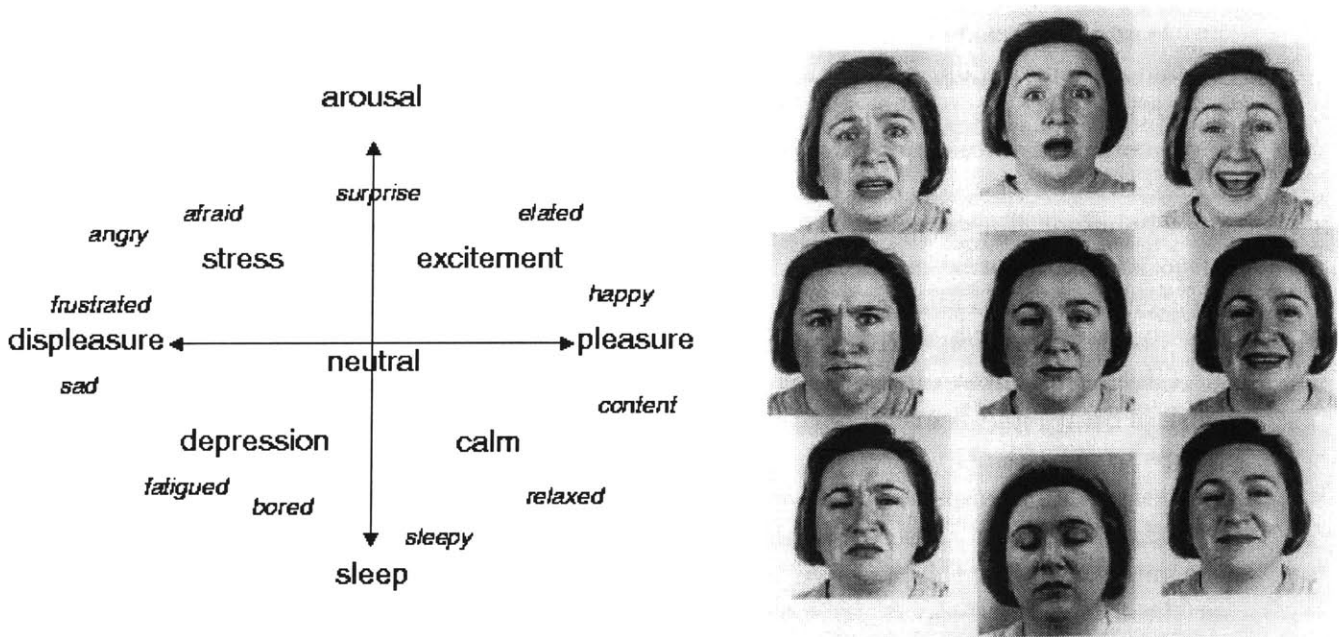 arousal
surprise
afraid
elated
angry
stress
excitement
frustrated
happy
displeasure
pleasure
neutral
sad
content
depression
calm
fatigued
relaxed
bored
sleepy
sleep